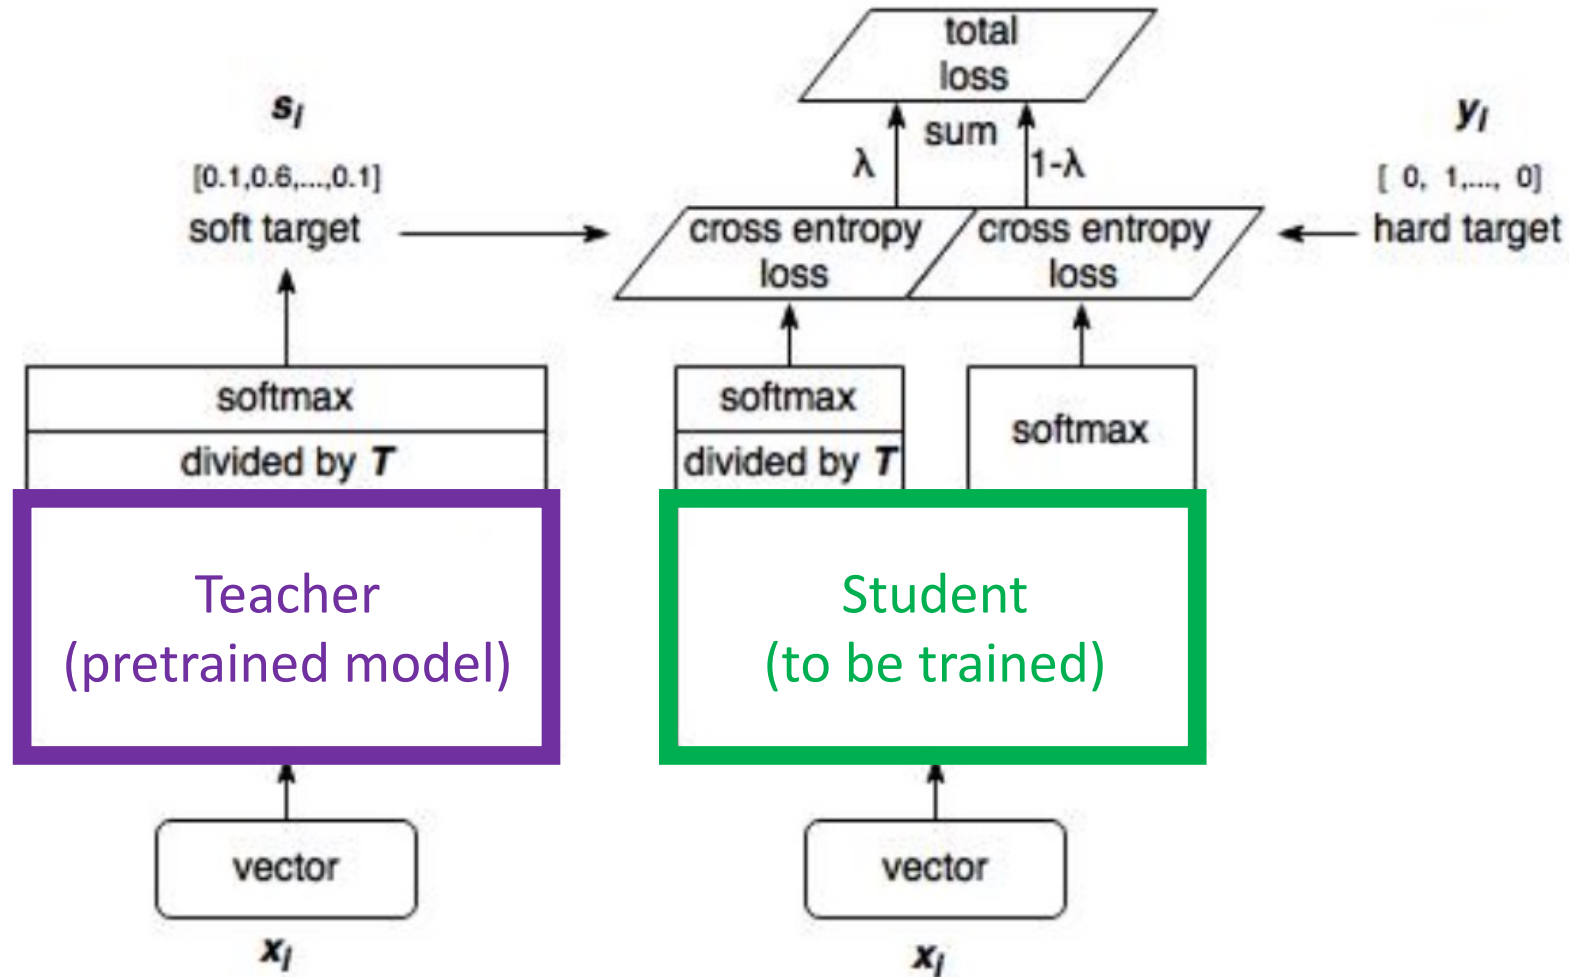 total
loss
sum
λ
1-λ
s_i
[0.1,0.6,...,0.1]
soft target
cross entropy
loss
cross entropy
loss
y_i
[ 0, 1,..., 0]
hard target
softmax
divided by T
softmax
divided by T
softmax
Teacher
(pretrained model)
Student
(to be trained)
vector
x_i
vector
x_i